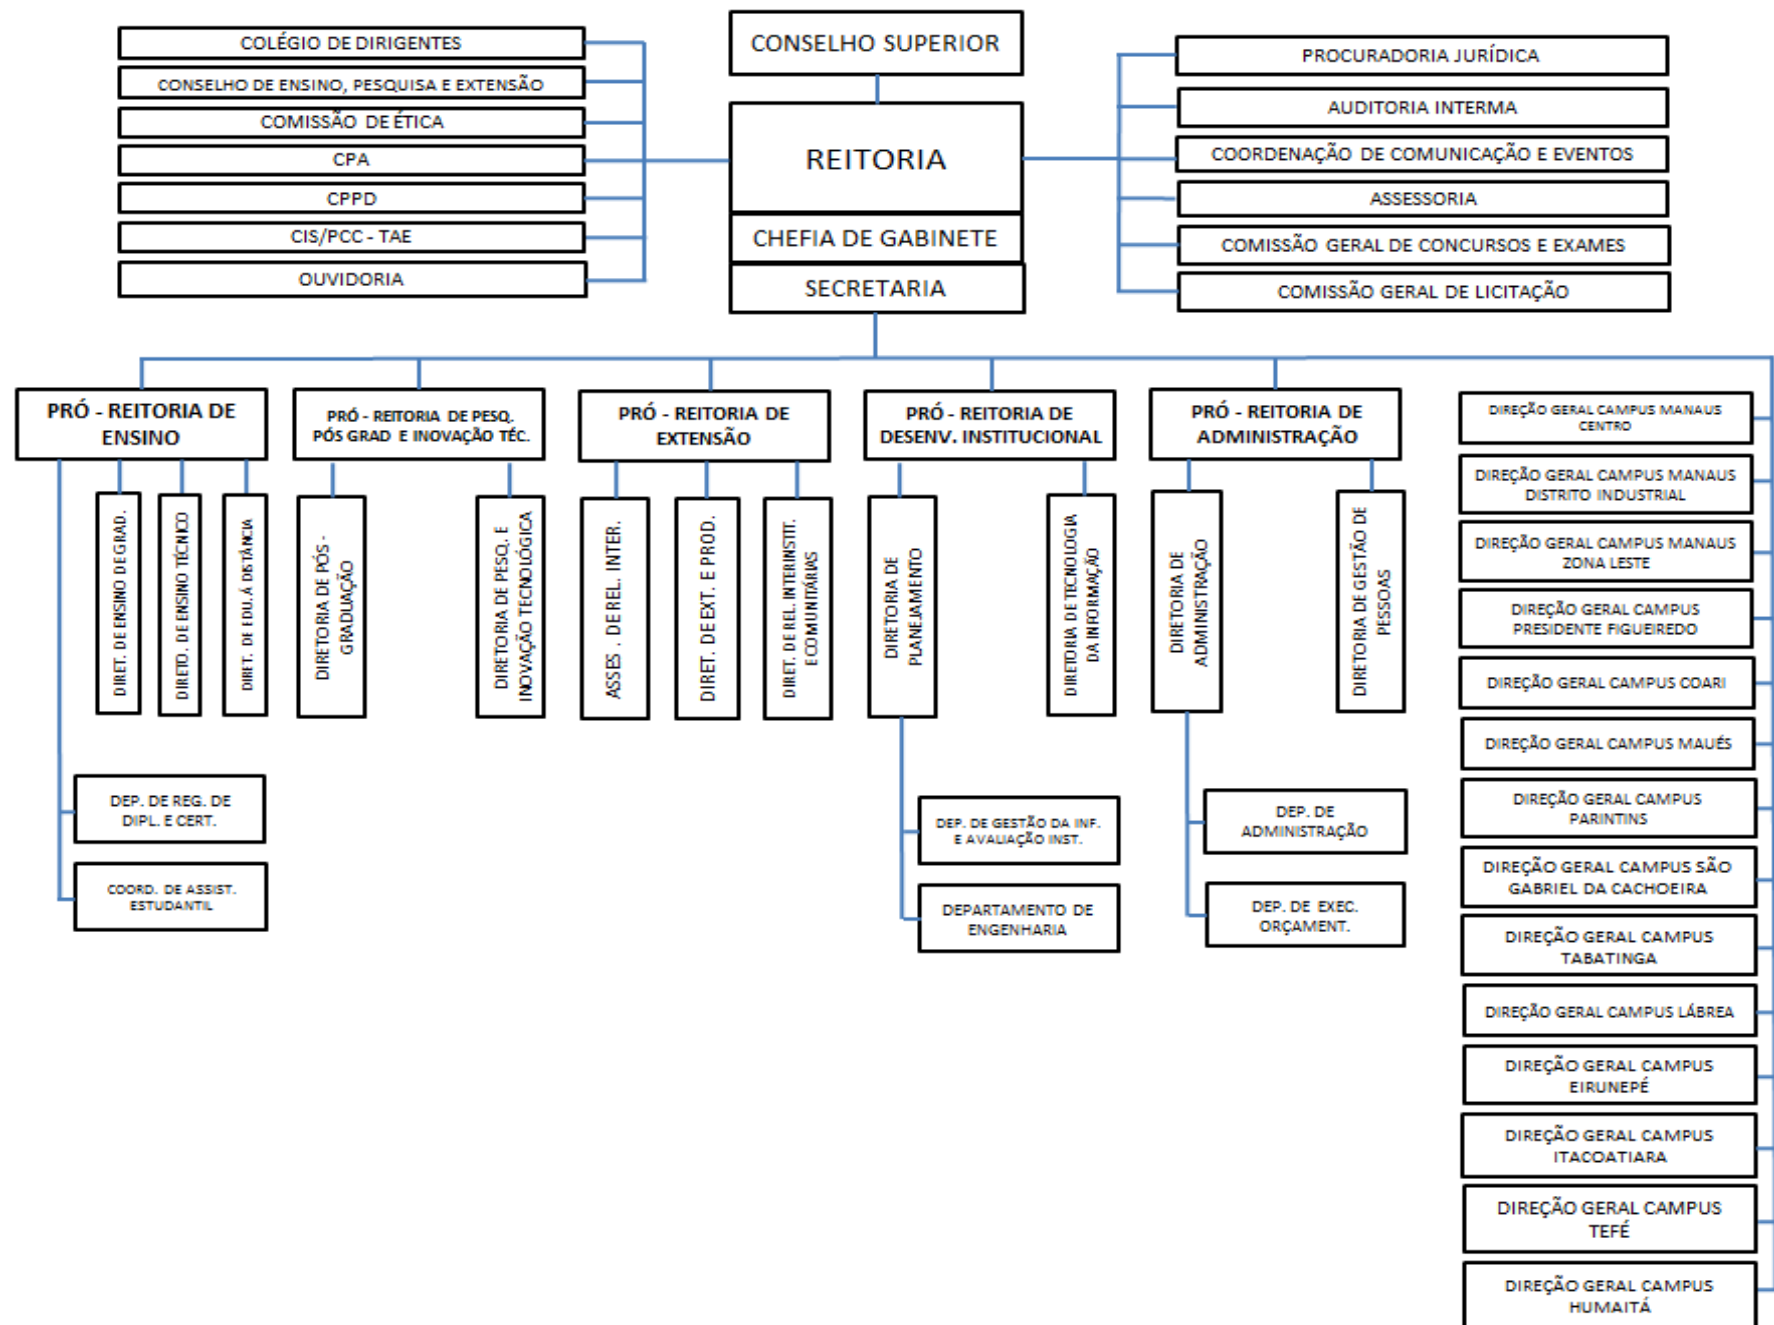 CONSELHO SUPERIOR
REITORIA
CHEFIA DE GABINETE
SECRETARIA
COLÉGIO DE DIRIGENTES
CONSELHO DE ENSINO, PESQUISA E EXTENSÃO
COMISSÃO DE ÉTICA
CPA
CPPD
CIS/PCC - TAE
OUVIDORIA
PROCURADORIA JURÍDICA
AUDITORIA INTERMA
COORDENAÇÃO DE COMUNICAÇÃO E EVENTOS
ASSESSORIA
COMISSÃO GERAL DE CONCURSOS E EXAMES
COMISSÃO GERAL DE LICITAÇÃO
PRÓ - REITORIA DE
ENSINO
DIRET. DE ENSINO DE GRAD.
DIRETO. DE ENSINO TÉCNICO
DIRET. DE EDU. Á DISTÂNCIA
DEP. DE REG. DE
DIPL. E CERT.
COORD. DE ASSIST.
ESTUDANTIL
PRÓ - REITORIA DE PESQ.
PÓS GRAD E INOVAÇÃO TÉC.
DIRETORIA DE PÓS -
GRADUAÇÃO
DIRETORIA DE PESQ. E
INOVAÇÃO TECNOLÓGICA
PRÓ - REITORIA DE
EXTENSÃO
ASSES . DE REL. INTER.
DIRET. DE EXT. E PROD.
DIRET. DE REL. INTERINSTIT.
E COMUNITÁRIAS
PRÓ - REITORIA DE
DESENV. INSTITUCIONAL
DIRETORIA DE
PLANEJAMENTO
DIRETORIA DE TECNOLOGIA
DA INFORMAÇÃO
DEP. DE GESTÃO DA INF.
E AVALIAÇÃO INST.
DEPARTAMENTO DE
ENGENHARIA
PRÓ - REITORIA DE
ADMINISTRAÇÃO
DIRETORIA DE
ADMINISTRAÇÃO
DIRETORIA DE GESTÃO DE
PESSOAS
DEP. DE
ADMINISTRAÇÃO
DEP. DE EXEC.
ORÇAMENT.
DIREÇÃO GERAL CAMPUS MANAUS
CENTRO
DIREÇÃO GERAL CAMPUS MANAUS
DISTRITO INDUSTRIAL
DIREÇÃO GERAL CAMPUS MANAUS
ZONA LESTE
DIREÇÃO GERAL CAMPUS
PRESIDENTE FIGUEIREDO
DIREÇÃO GERAL CAMPUS COARI
DIREÇÃO GERAL CAMPUS MAUÉS
DIREÇÃO GERAL CAMPUS
PARINTINS
DIREÇÃO GERAL CAMPUS SÃO
GABRIEL DA CACHOEIRA
DIREÇÃO GERAL CAMPUS
TABATINGA
DIREÇÃO GERAL CAMPUS LÁBREA
DIREÇÃO GERAL CAMPUS
EIRUNEPÉ
DIREÇÃO GERAL CAMPUS
ITACOATIARA
DIREÇÃO GERAL CAMPUS
TEFÉ
DIREÇÃO GERAL CAMPUS
HUMAITÁ